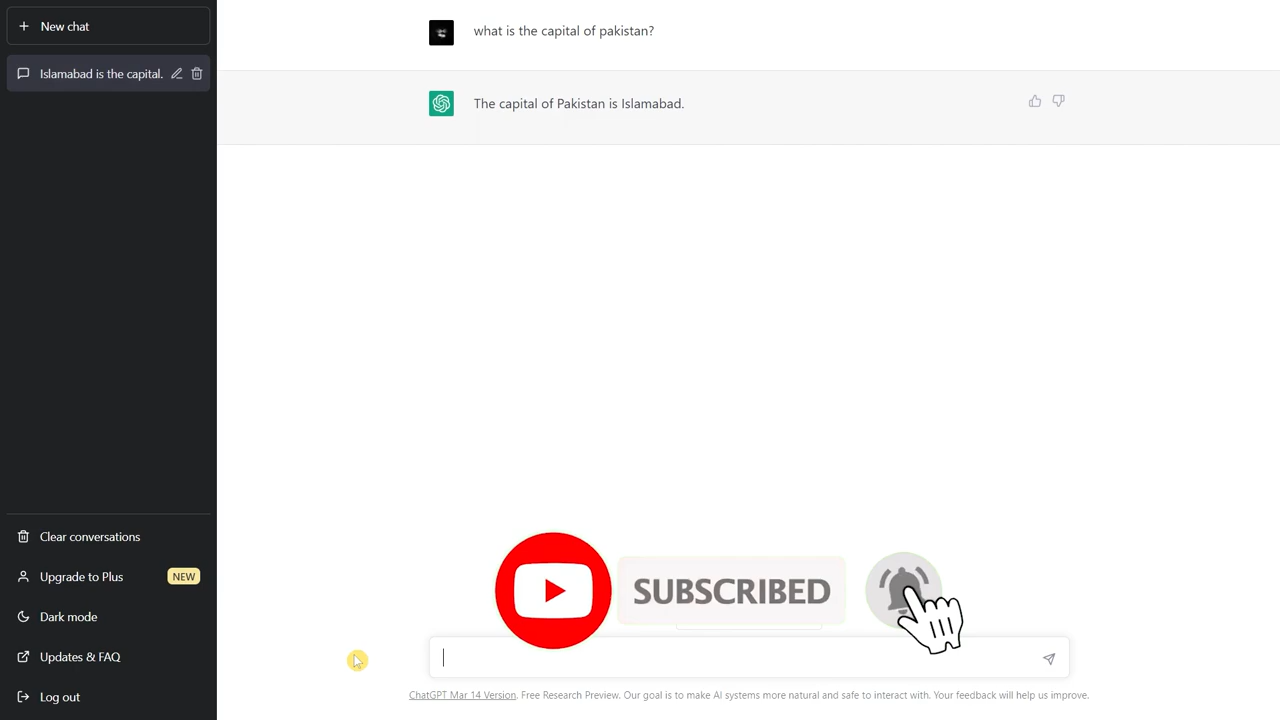 New chat
Islamabad is the capital.
what is the capital of pakistan?
The capital of Pakistan is Islamabad.
SUBSCRIBED
Clear conversations
Upgrade to Plus NEW
Dark mode
Updates & FAQ
Log out
ChatGPT Mar 14 Version. Free Research Preview. Our goal is to make AI systems more natural and safe to interact with. Your feedback will help us improve.